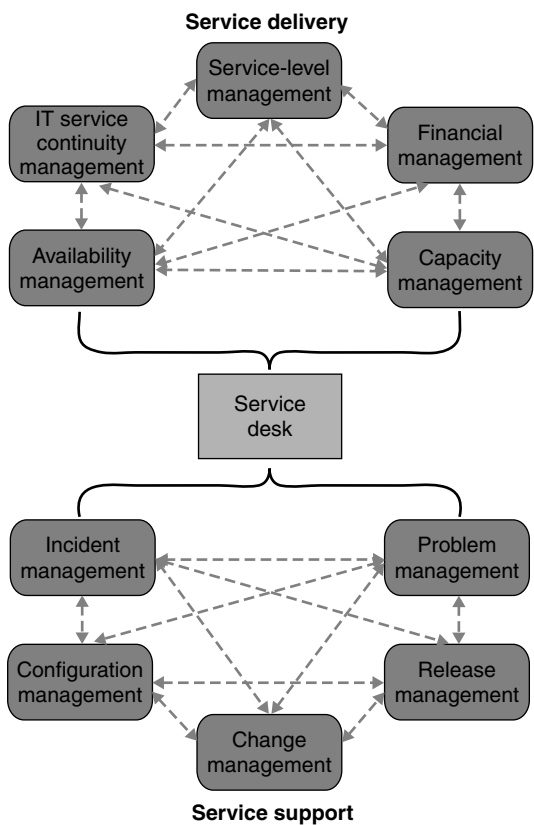 Service delivery
Service-level
management
IT service
continuity
management
Financial
management
Availability
management
Capacity
management
Service
desk
Incident
management
Problem
management
Configuration
management
Release
management
Change
management
Service support